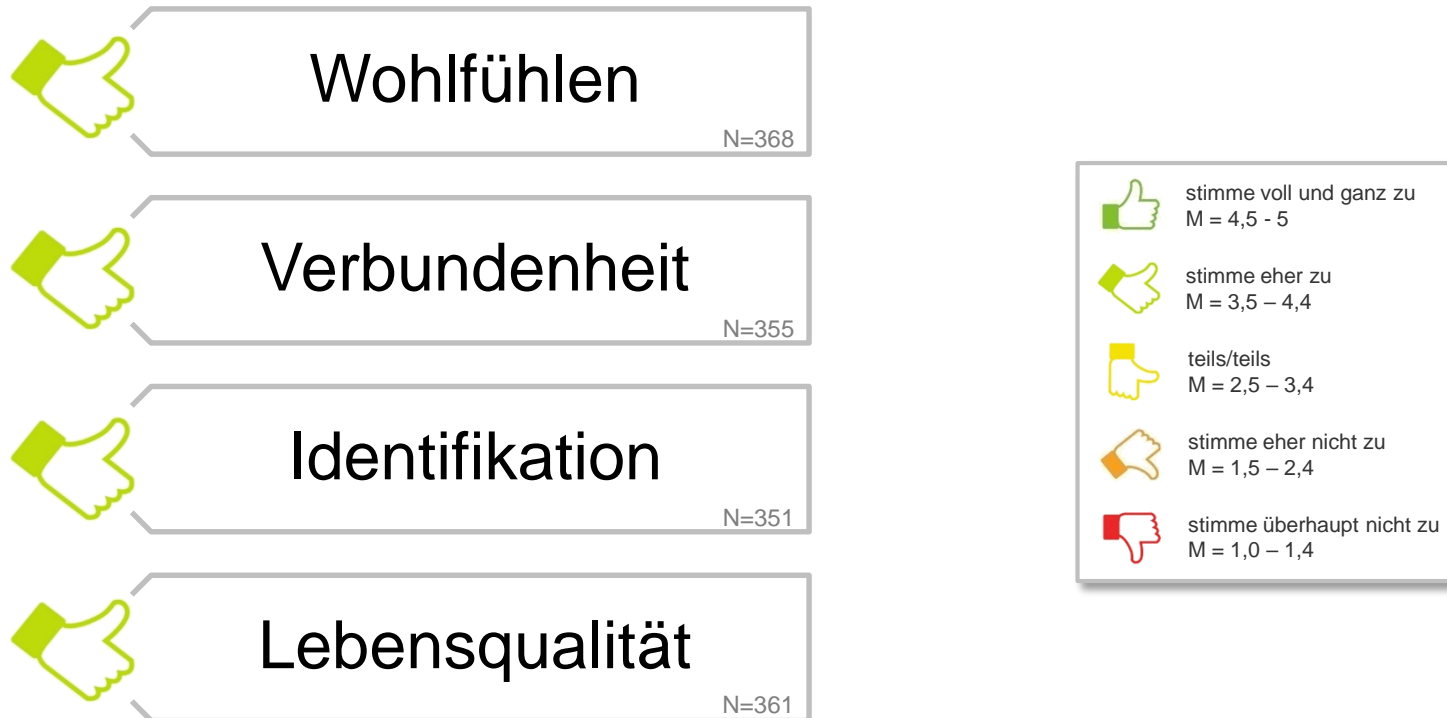 Wohlfühlen
N=368
Verbundenheit
N=355
Identifikation
N=351
Lebensqualität
N=361
stimme voll und ganz zu
M = 4,5 - 5
stimme eher zu
M = 3,5 – 4,4
teils/teils
M = 2,5 – 3,4
stimme eher nicht zu
M = 1,5 – 2,4
stimme überhaupt nicht zu
M = 1,0 – 1,4